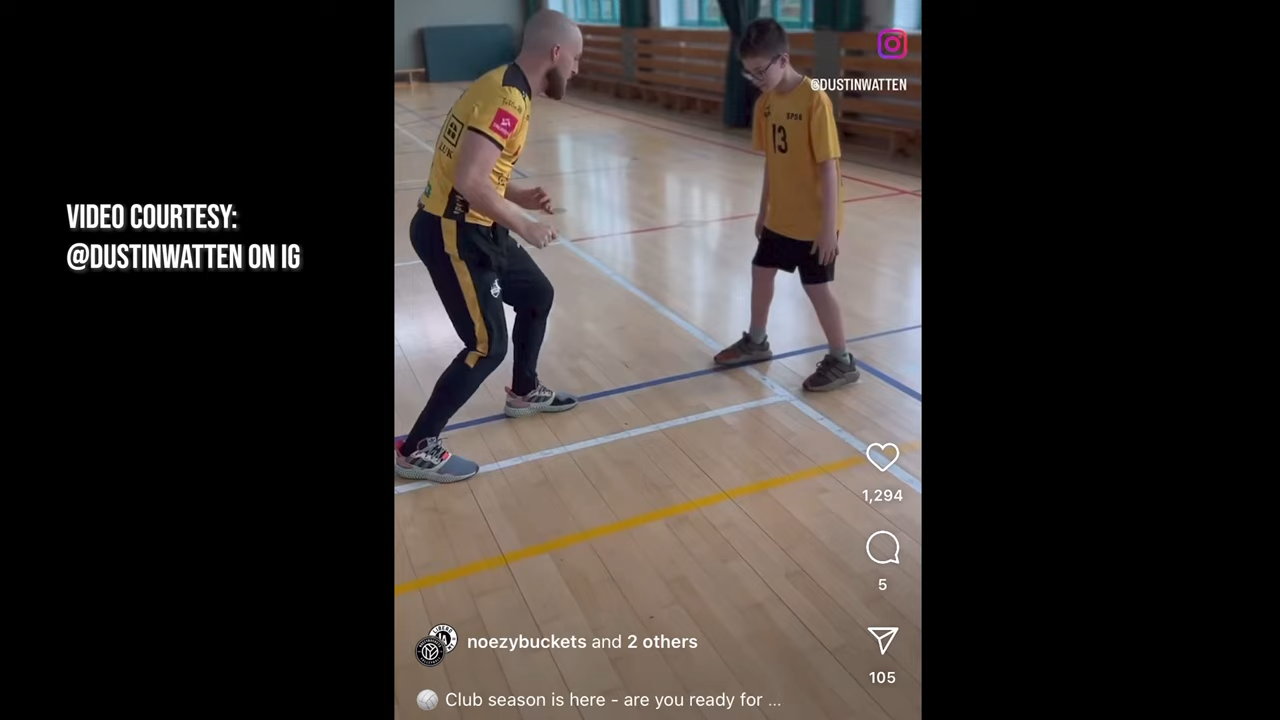 @DUSTINWATTEN
VIDEO COURTESY:
@DUSTINWATTEN ON IG
SPSG
13
1,294
5
noezybuckets and 2 others
105
Club season is here - are you ready for ...